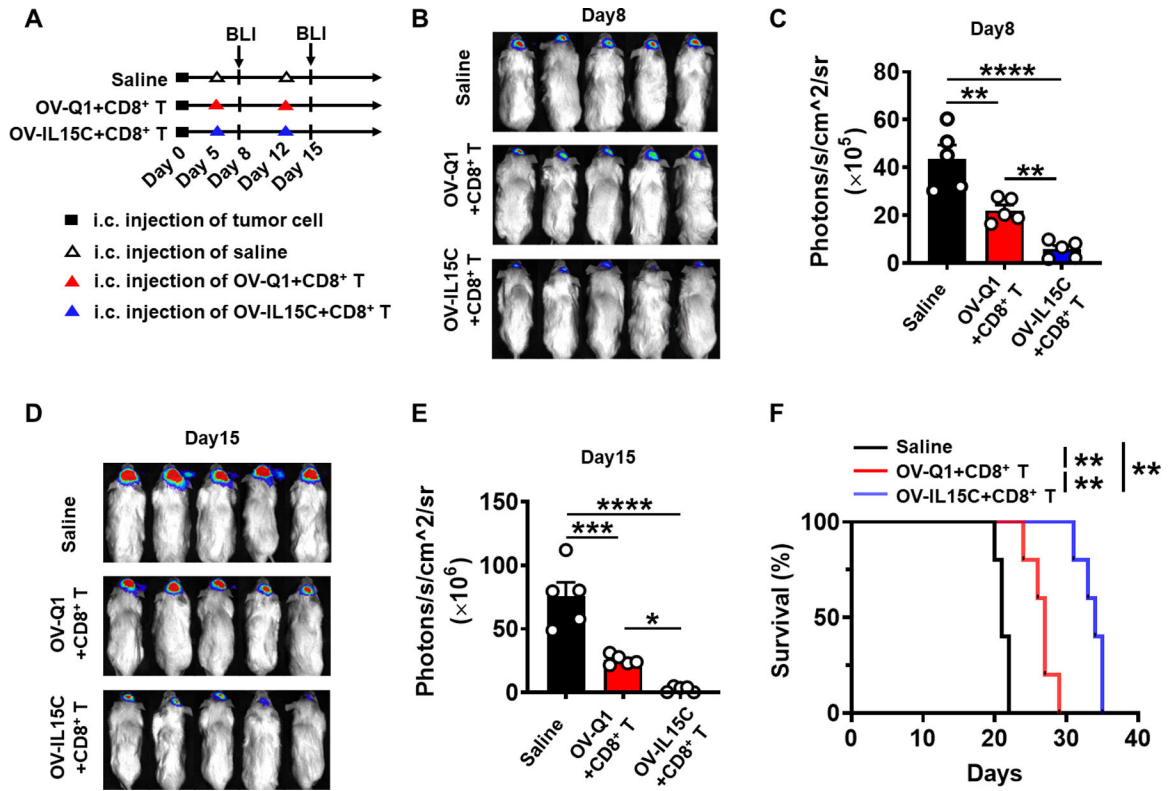 A
BLI
BLI
Saline
OV-Q1+CD8⁺ T
OV-IL15C+CD8⁺ T
Day 0
Day 5
Day 8
Day 12
Day 15
i.c. injection of tumor cell
i.c. injection of saline
i.c. injection of OV-Q1+CD8⁺ T
i.c. injection of OV-IL15C+CD8⁺ T
B
Day8
Saline
OV-Q1
+CD8⁺ T
OV-IL15C
+CD8⁺ T
C
Day8
Photons/s/cm^2/sr
(×10⁵)
80
60
40
20
0
****
**
**
Saline
OV-Q1
+CD8⁺ T
OV-IL15C
+CD8⁺ T
D
Day15
Saline
OV-Q1
+CD8⁺ T
OV-IL15C
+CD8⁺ T
E
Day15
Photons/s/cm^2/sr
(×10⁶)
150
100
50
0
****
***
*
Saline
OV-Q1
+CD8⁺ T
OV-IL15C
+CD8⁺ T
F
Saline
OV-Q1+CD8⁺ T
OV-IL15C+CD8⁺ T
**
**
**
Survival (%)
100
50
0
0
10
20
30
40
Days